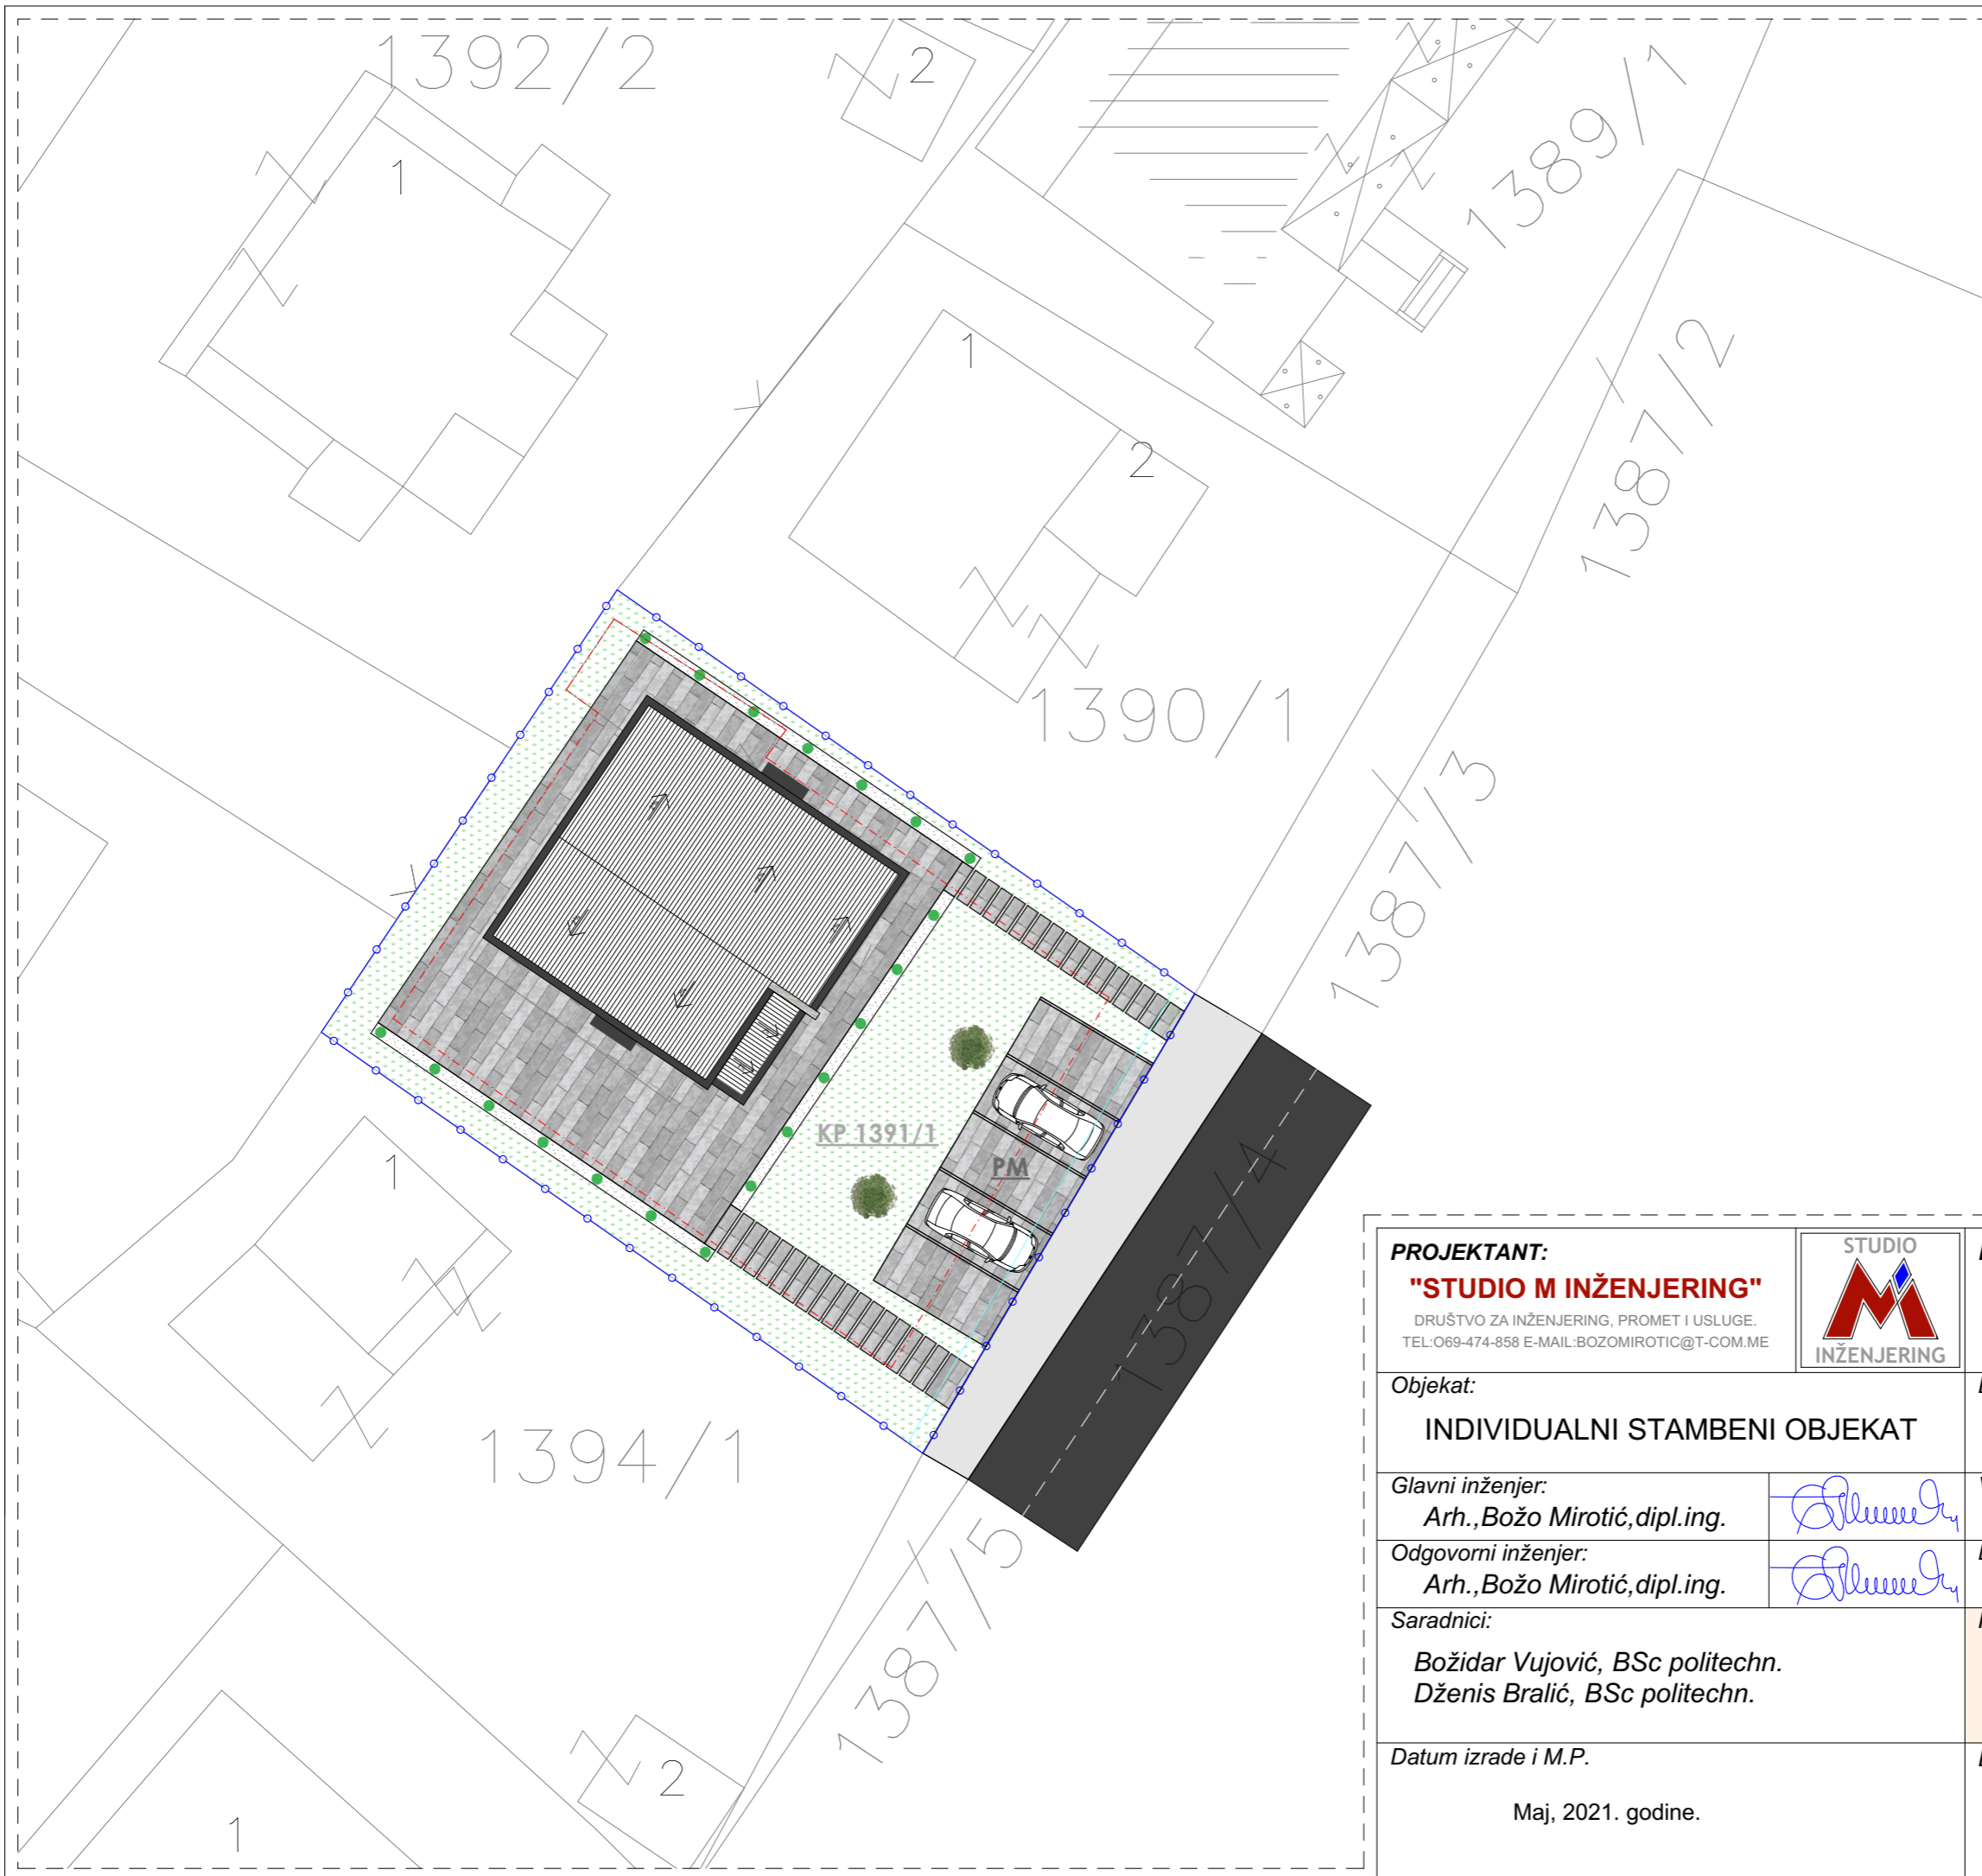 1392/2
2
1
1389/1
1
2
1387/2
1390/1
1387/3
KP 1391/1
PM
1387/4
1
1394/1
1387/5
2
1
PROJEKTANT:
"STUDIO M INŽENJERING"
DRUŠTVO ZA INŽENJERING, PROMET I USLUGE.
TEL:O69-474-858 E-MAIL:BOZOMIROTIC@T-COM.ME
STUDIO
M
INŽENJERING
Objekat:
INDIVIDUALNI STAMBENI OBJEKAT
Glavni inženjer:
Arh.,Božo Mirotić,dipl.ing.
Odgovorni inženjer:
Arh.,Božo Mirotić,dipl.ing.
Saradnici:
Božidar Vujović, BSc politechn.
Dženis Bralić, BSc politechn.
Datum izrade i M.P.
Maj, 2021. godine.